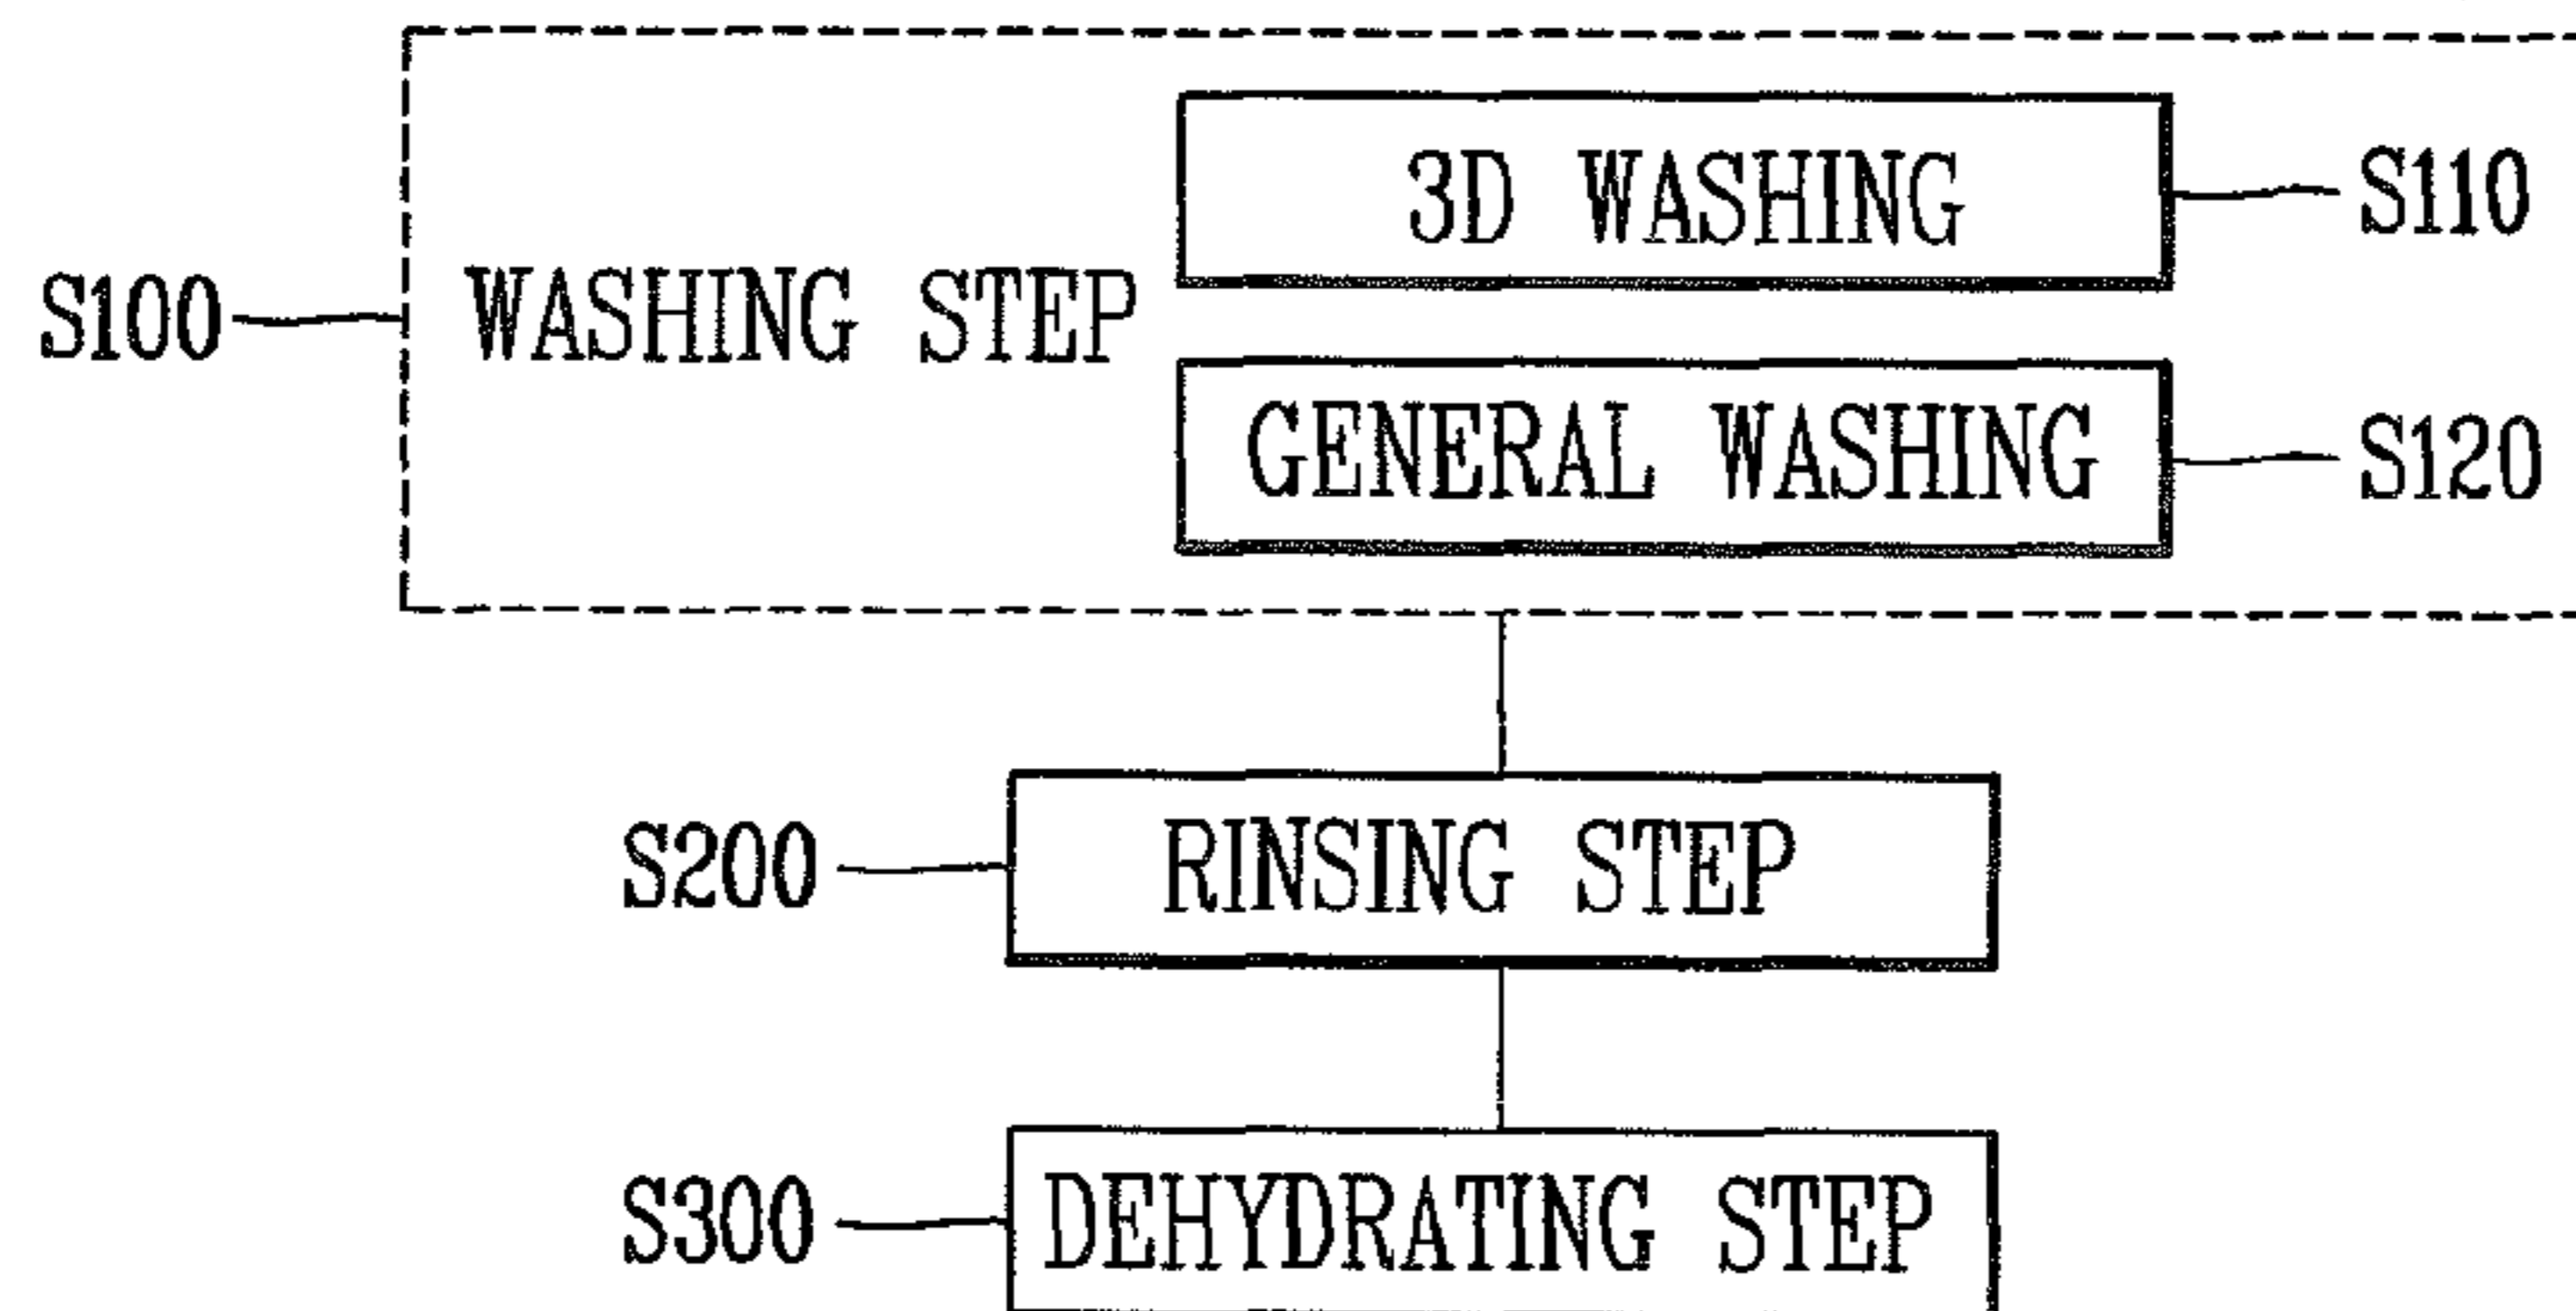 3D WASHING
S110
S100
WASHING STEP
GENERAL WASHING
S120
S200
RINSING STEP
S300
DEHYDRATING STEP